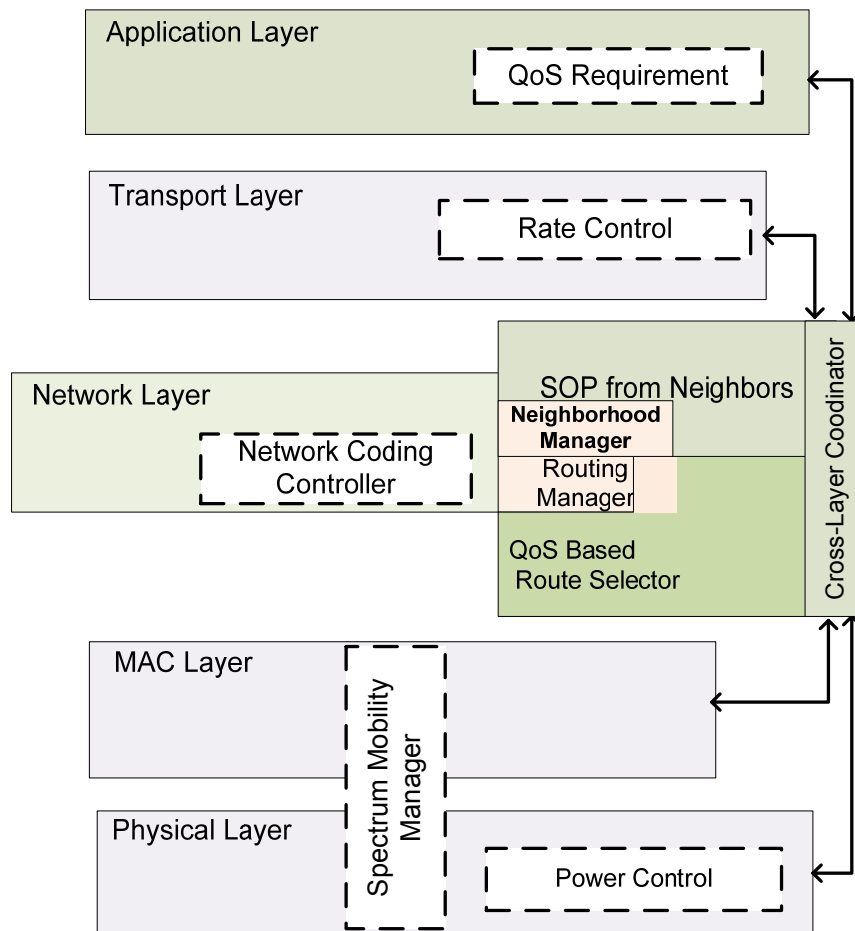 Application Layer
QoS Requirement
Transport Layer
Rate Control
SOP from Neighbors
Network Layer
Neighborhood
Manager
Network Coding
Controller
Routing
Manager
QoS Based
Route Selector
Cross-Layer Coodinator
MAC Layer
Spectrum Mobility
Manager
Physical Layer
Power Control